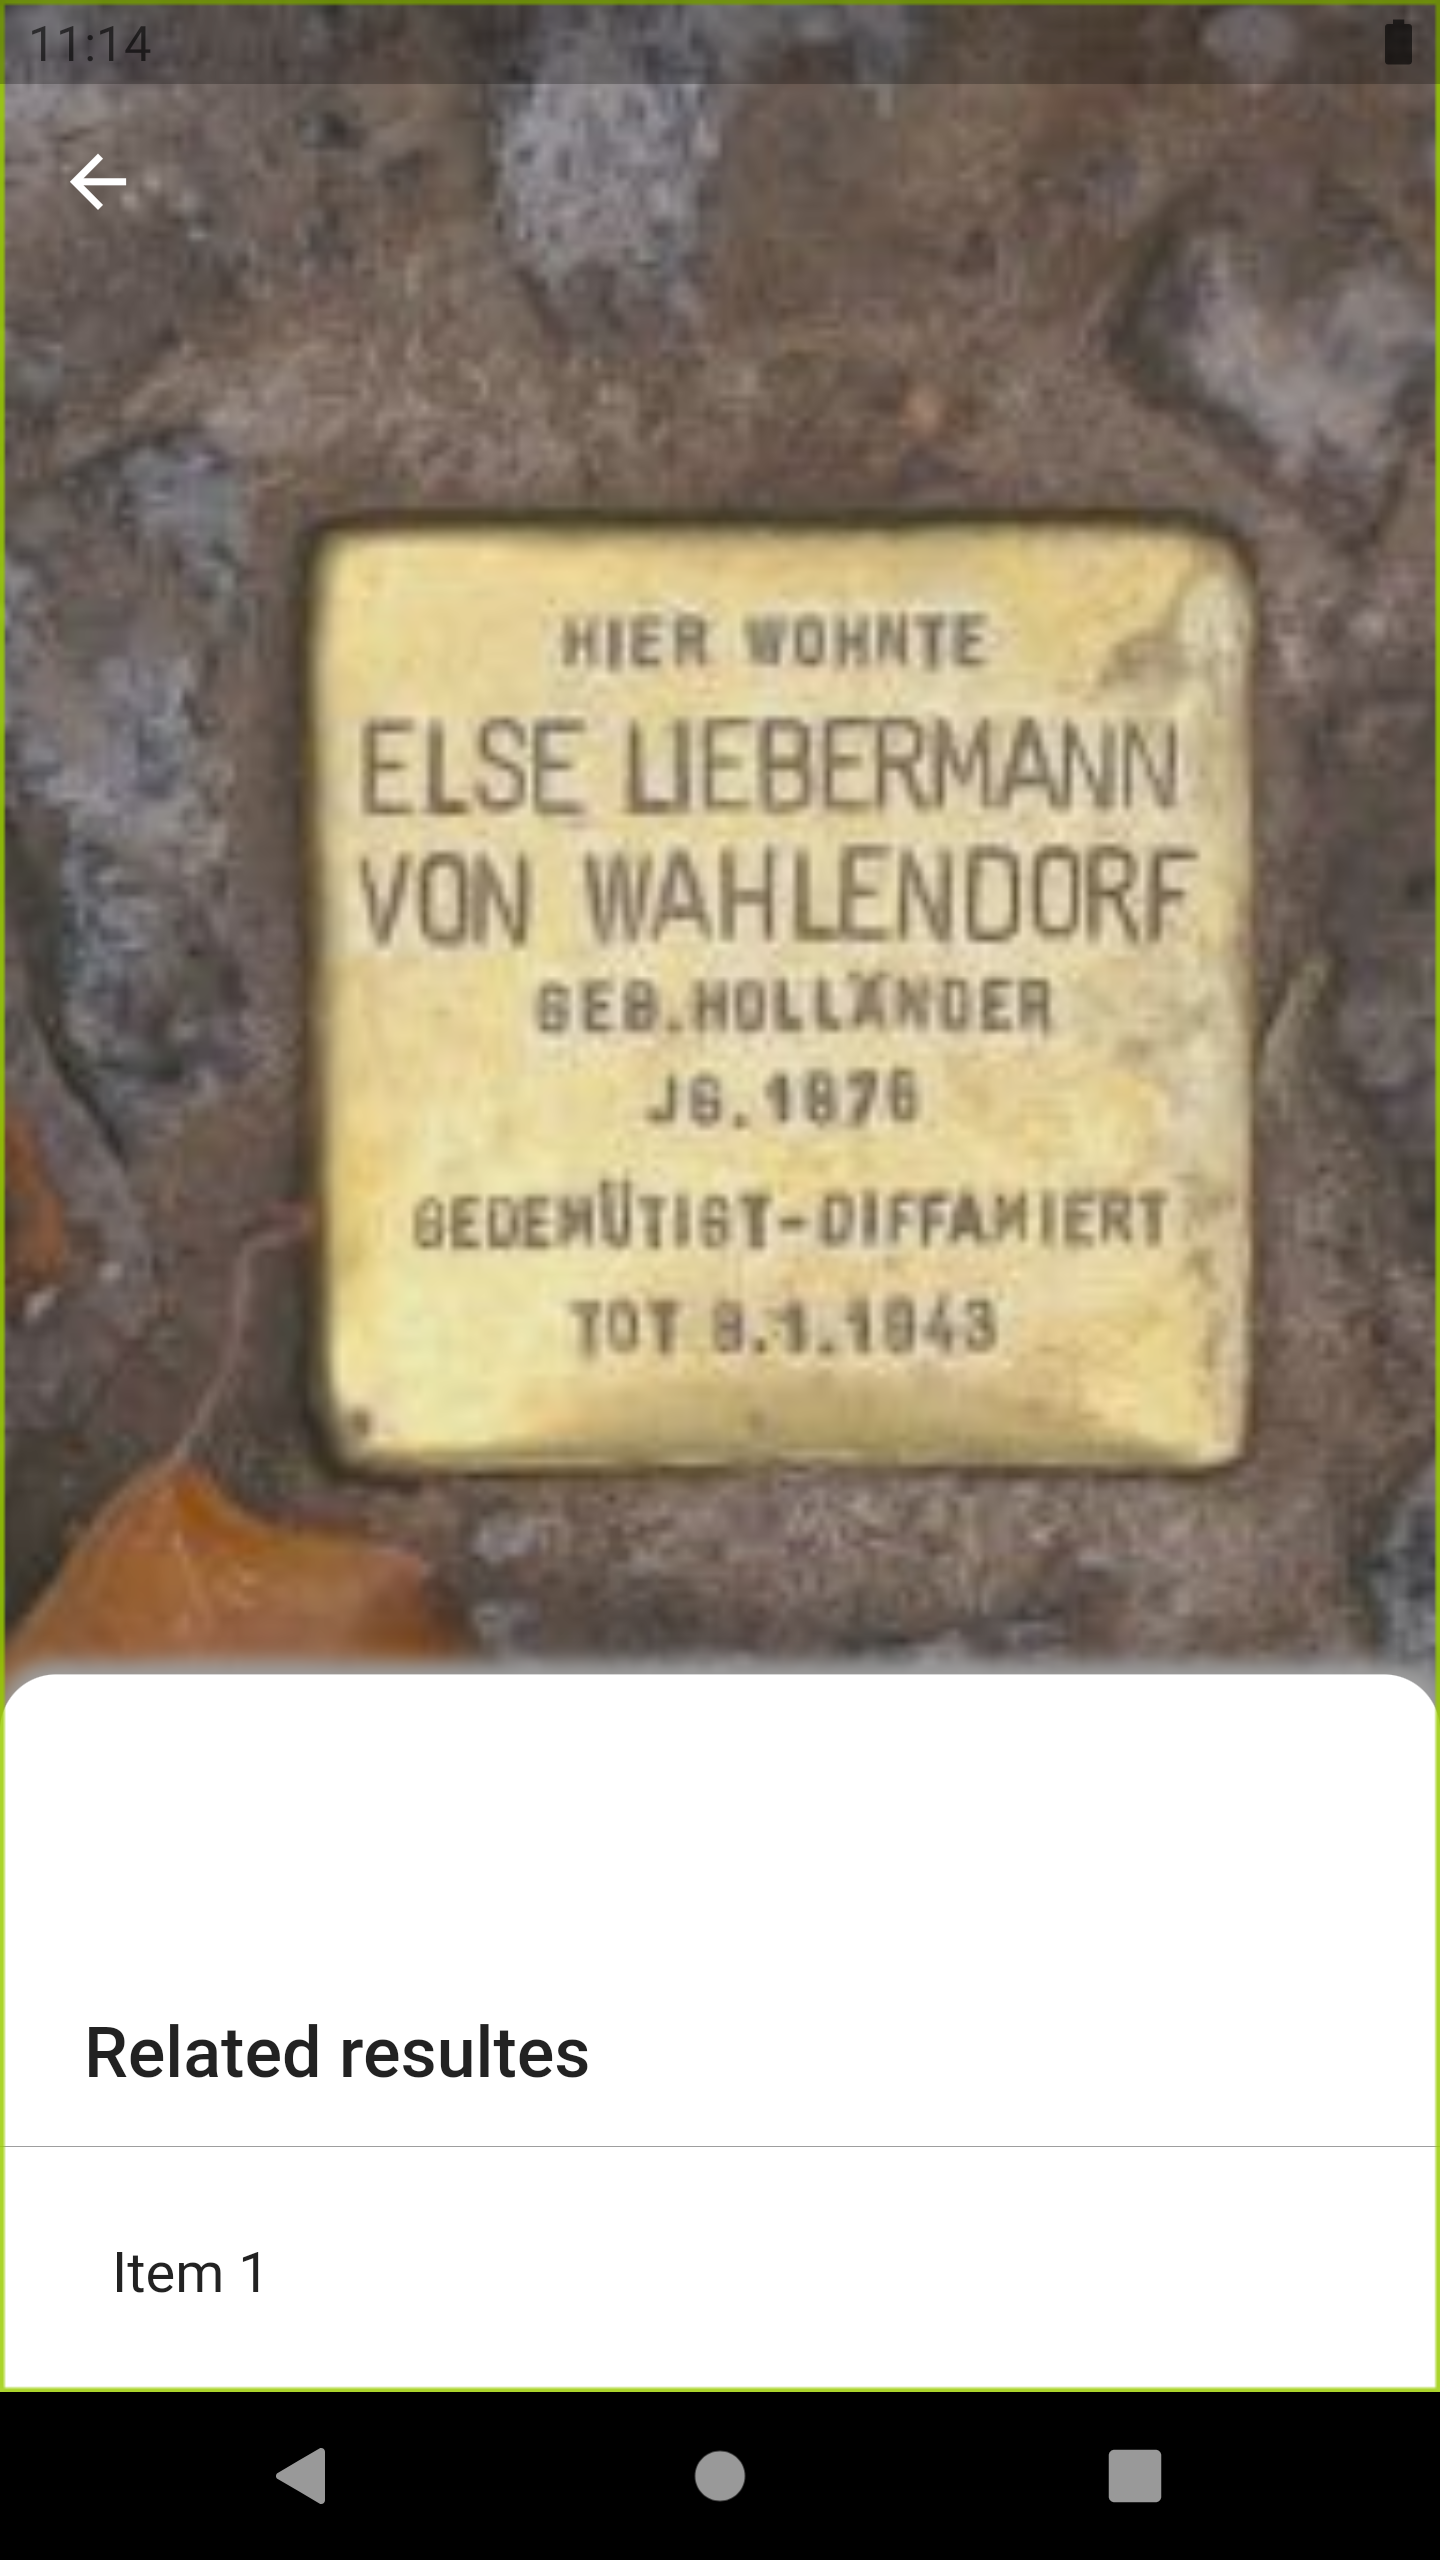 11:14
HIER WOHNTE
ELSE LIEBERMANN
VON WAHLENDORF
GEB. HOLLÄNDER
JG. 1876
GEDEMÜTIGT - DIFFAMIERT
TOT 9.1.1943
Related resultes
Item 1